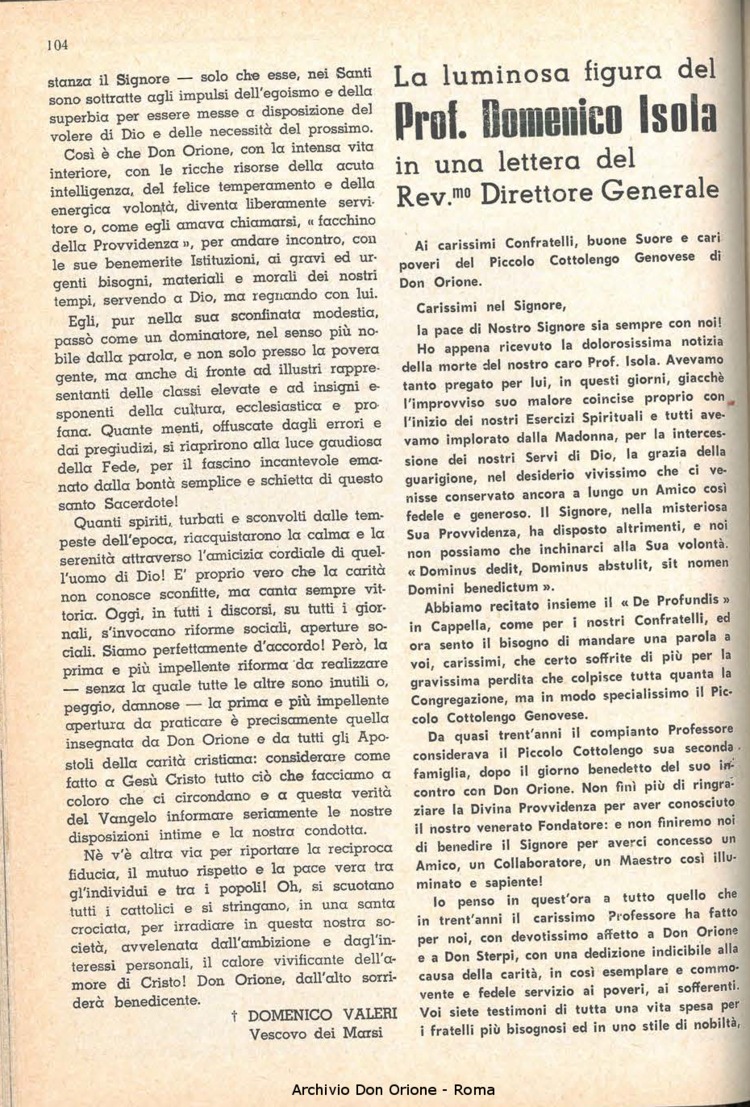 104
stanza il Signore — solo che esse, nei Santi
sono sottratte agli impulsi dell'egoismo e della
superbia per essere messe a disposizione del
volere di Dio e delle necessità del prossimo.
Così è che Don Orione, con la intensa vita
interiore, con le ricche risorse della acuta
intelligenza, del felice temperamento e della
energica volontà, diventa liberamente servi-
tore o, come egli amava chiamarsi, « facchino
della Provvidenza », per andare incontro, con
le sue benemerite Istituzioni, ai gravi ed ur-
genti bisogni, materiali e morali dei nostri
tempi, servendo a Dio, ma regnando con lui.
Egli, pur nella sua sconfinata modestia,
passò come un dominatore, nel senso più no-
bile dalla parola, e non solo presso la povera
gente, ma anche di fronte ad illustri rappre-
sentanti delle classi elevate e ad insigni e-
sponenti della cultura, ecclesiastica e pro
fana. Quante menti, offuscate dagli errori e
dai pregiudizi, si riaprirono alla luce gaudiosa
della Fede, per il fascino incantevole ema-
nato dalla bontà semplice e schietta di questo
santo Sacerdote!
Quanti spiriti, turbati e sconvolti dalle tem-
peste dell'epoca, riacquistarono la calma e la
serenità attraverso l'amicizia cordiale di quel-
l'uomo di Dio! E' proprio vero che la carità
non conosce sconfitte, ma canta sempre vit-
toria. Oggi, in tutti i discorsi, su tutti i gior-
nali, s'invocano riforme sociali, aperture so-
ciali. Siamo perfettamente d'accordo! Però, la
prima e più impellente riforma da realizzare
— senza la quale tutte le altre sono inutili o,
peggio, dannose — la prima e più impellente
apertura da praticare è precisamente quella
insegnata da Don Orione e da tutti gli Apo-
stoli della carità cristiana: considerare come
fatto a Gesù Cristo tutto ciò che facciamo a
coloro che ci circondano e a questa verità
del Vangelo informare seriamente le nostre
disposizioni intime e la nostra condotta.
Nè v'è altra via per riportare la reciproca
fiducia, il mutuo rispetto e la pace vera tra
gl'individui e tra i popoli! Oh, si scuotano
tutti i cattolici e si stringano, in una santa
crociata, per irradiare in questa nostra so-
cietà, avvelenata dall'ambizione e dagl'in-
teressi personali, il calore vivificante dell'a-
more di Cristo! Don Orione, dall'alto sorri-
derà benedicente.
† DOMENICO VALERI
Vescovo dei Marsi
La luminosa figura del
Prof. Domenico Isola
in una lettera del
Rev.mo Direttore Generale
Ai carissimi Confratelli, buone Suore e cari
poveri del Piccolo Cottolengo Genovese di
Don Orione.
Carissimi nel Signore,
la pace di Nostro Signore sia sempre con noi!
Ho appena ricevuto la dolorosissima notizia
della morte del nostro caro Prof. Isola. Avevamo
tanto pregato per lui, in questi giorni, giacchè
l'improvviso suo malore coincise proprio con
l'inizio dei nostri Esercizi Spirituali e tutti ave-
vamo implorato dalla Madonna, per la interces-
sione dei nostri Servi di Dio, la grazia della
guarigione, nel desiderio vivissimo che ci ve-
nisse conservato ancora a lungo un Amico così
fedele e generoso. Il Signore, nella misteriosa
Sua Provvidenza, ha disposto altrimenti, e noi
non possiamo che inchinarci alla Sua volontà.
« Dominus dedit, Dominus abstulit, sit nomen
Domini benedictum ».
Abbiamo recitato insieme il « De Profundis »
in Cappella, come per i nostri Confratelli, ed
ora sento il bisogno di mandare una parola a
voi, carissimi, che certo soffrite di più per la
gravissima perdita che colpisce tutta quanta la
Congregazione, ma in modo specialissimo il Pic-
colo Cottolengo Genovese.
Da quasi trent'anni il compianto Professore
considerava il Piccolo Cottolengo sua seconda
famiglia, dopo il giorno benedetto del suo in-
contro con Don Orione. Non finì più di ringra-
ziare la Divina Provvidenza per aver conosciuto
il nostro venerato Fondatore: e non finiremo noi
di benedire il Signore per averci concesso un
Amico, un Collaboratore, un Maestro così illu-
minato e sapiente!
Io penso in quest'ora a tutto quello che
in trent'anni il carissimo Professore ha fatto
per noi, con devotissimo affetto a Don Orione
e a Don Sterpi, con una dedizione indicibile alla
causa della carità, in così esemplare e commo-
vente e fedele servizio ai poveri, ai sofferenti.
Voi siete testimoni di tutta una vita spesa per
i fratelli più bisognosi ed in uno stile di nobiltà,
Archivio Don Orione - Roma